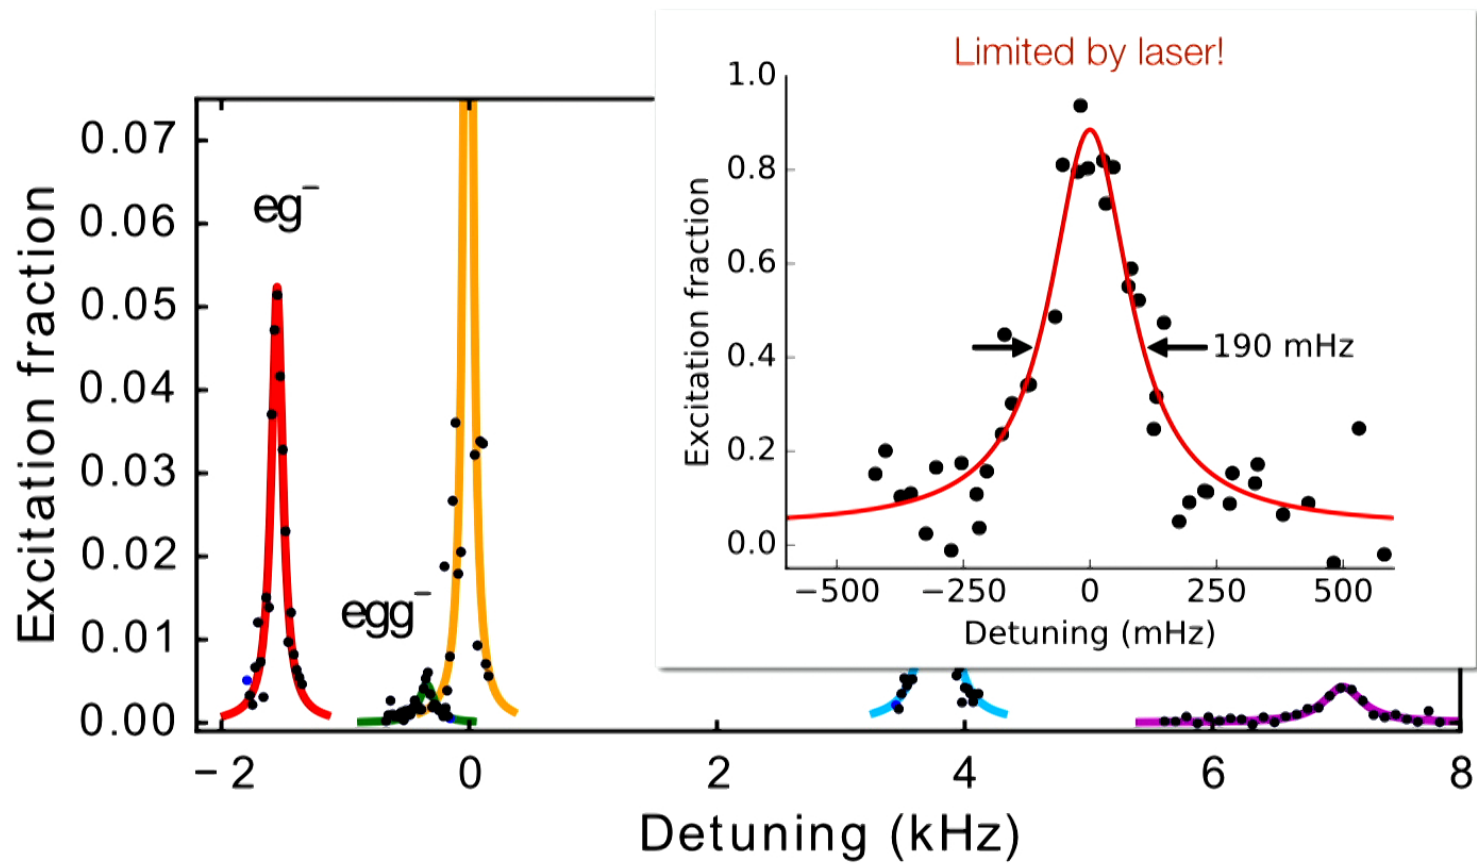 Limited by laser!
1.0
0.8
0.6
0.4
0.2
0.0
Excitation fraction
190 mHz
−500 −250 0 250 500
Detuning (mHz)
0.07
0.06
0.05
0.04
0.03
0.02
0.01
0.00
Excitation fraction
eg⁻
egg⁻
−2 0 2 4 6 8
Detuning (kHz)